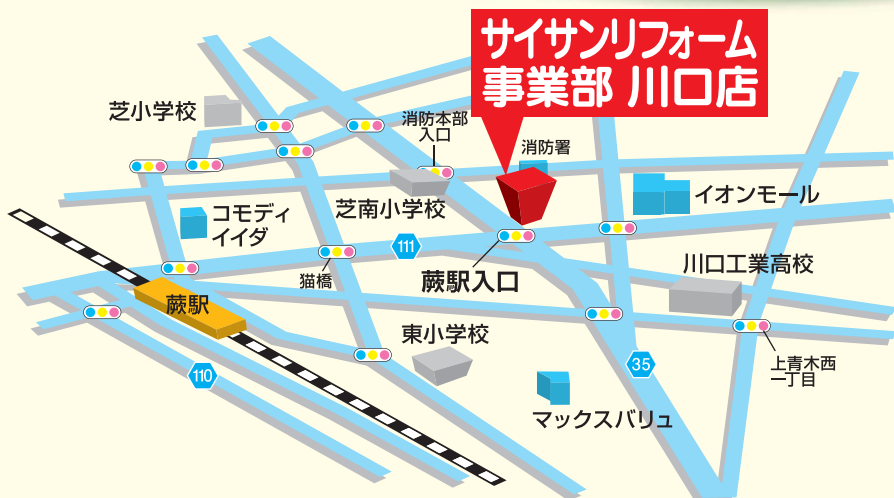 サイサンリフォーム
事業部 川口店
芝小学校
消防本部
入口
消防署
芝南小学校
イオンモール
コモディ
イイダ
111
猫橋
蕨駅入口
川口工業高校
蕨駅
東小学校
110
35
上青木西
一丁目
マックスバリュ